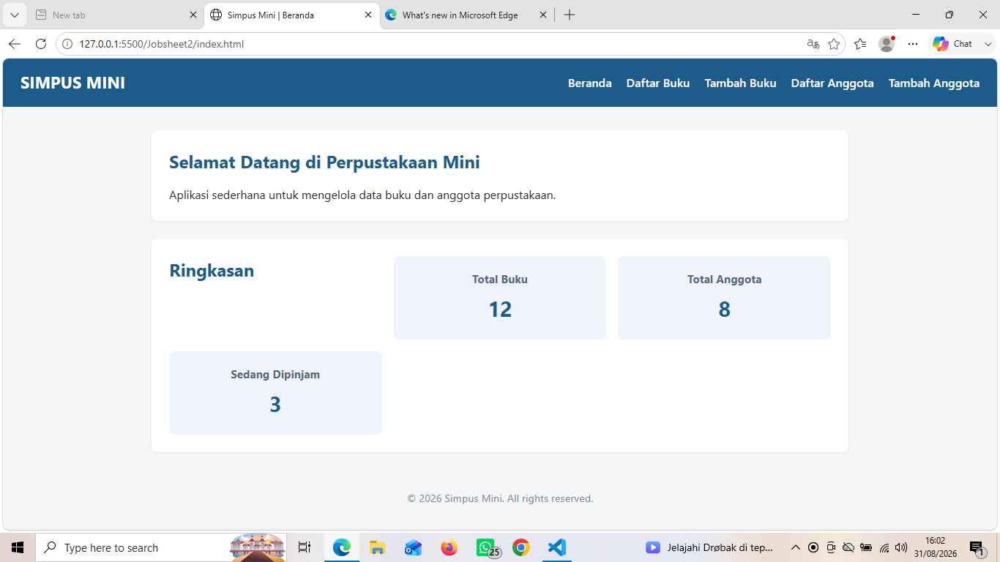 New tab
Simpus Mini | Beranda
What's new in Microsoft Edge
127.0.0.1:5500/Jobsheet2/index.html
Chat
SIMPUS MINI
Beranda Daftar Buku Tambah Buku Daftar Anggota Tambah Anggota
Selamat Datang di Perpustakaan Mini
Aplikasi sederhana untuk mengelola data buku dan anggota perpustakaan.
Ringkasan
Total Buku
12
Total Anggota
8
Sedang Dipinjam
3
© 2026 Simpus Mini. All rights reserved.
Type here to search
25
Jelajahi Drøbak di tep...
16:02
31/08/2026
1